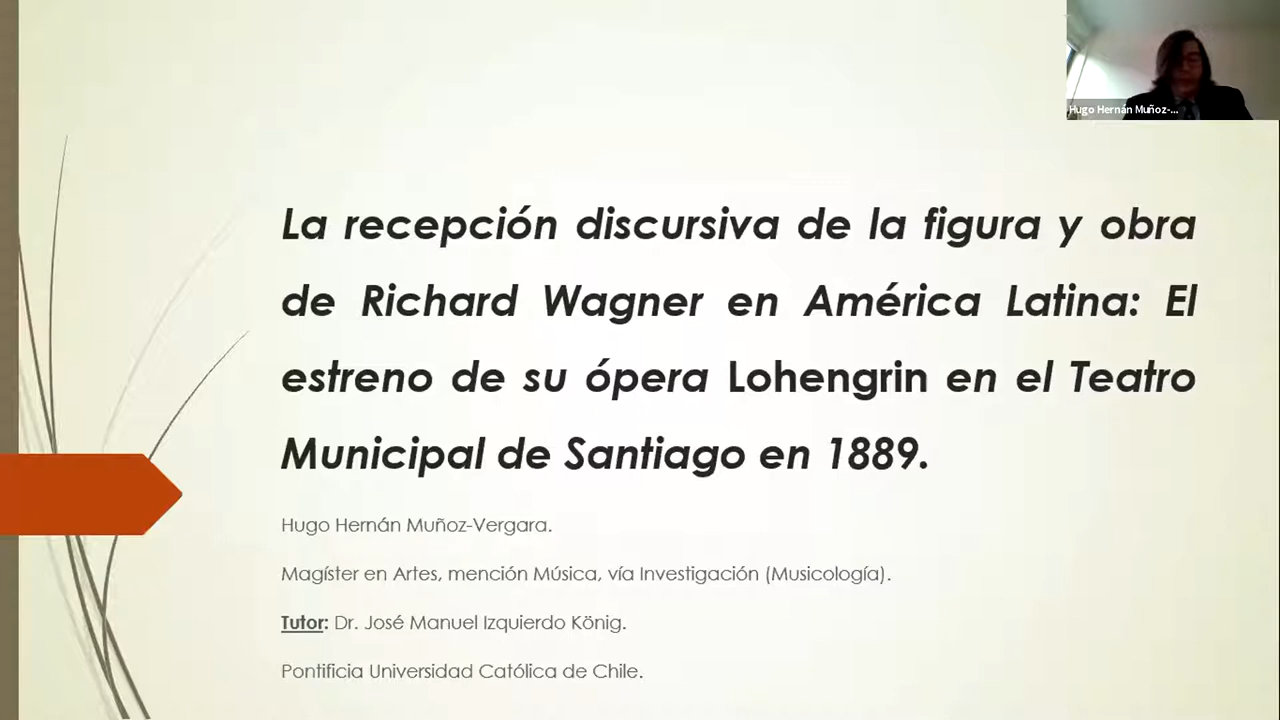 Hugo Hernán Muñoz-...
La recepción discursiva de la figura y obra
de Richard Wagner en América Latina: El
estreno de su ópera Lohengrin en el Teatro
Municipal de Santiago en 1889.
Hugo Hernán Muñoz-Vergara.
Magíster en Artes, mención Música, vía Investigación (Musicología).
Tutor: Dr. José Manuel Izquierdo König.
Pontificia Universidad Católica de Chile.